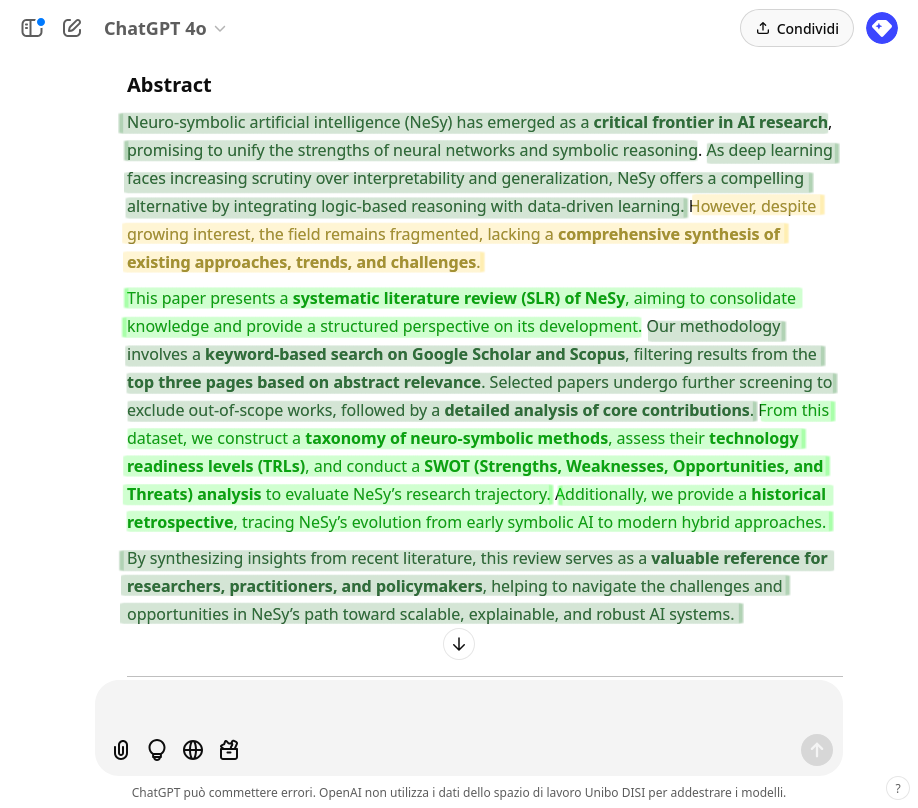 ChatGPT 4o
Condividi
Abstract
Neuro-symbolic artificial intelligence (NeSy) has emerged as a critical frontier in AI research,
promising to unify the strengths of neural networks and symbolic reasoning. As deep learning
faces increasing scrutiny over interpretability and generalization, NeSy offers a compelling
alternative by integrating logic-based reasoning with data-driven learning. However, despite
growing interest, the field remains fragmented, lacking a comprehensive synthesis of
existing approaches, trends, and challenges.
This paper presents a systematic literature review (SLR) of NeSy, aiming to consolidate
knowledge and provide a structured perspective on its development. Our methodology
involves a keyword-based search on Google Scholar and Scopus, filtering results from the
top three pages based on abstract relevance. Selected papers undergo further screening to
exclude out-of-scope works, followed by a detailed analysis of core contributions. From this
dataset, we construct a taxonomy of neuro-symbolic methods, assess their technology
readiness levels (TRLs), and conduct a SWOT (Strengths, Weaknesses, Opportunities, and
Threats) analysis to evaluate NeSy’s research trajectory. Additionally, we provide a historical
retrospective, tracing NeSy’s evolution from early symbolic AI to modern hybrid approaches.
By synthesizing insights from recent literature, this review serves as a valuable reference for
researchers, practitioners, and policymakers, helping to navigate the challenges and
opportunities in NeSy’s path toward scalable, explainable, and robust AI systems.
ChatGPT può commettere errori. OpenAI non utilizza i dati dello spazio di lavoro Unibo DISI per addestrare i modelli.
?